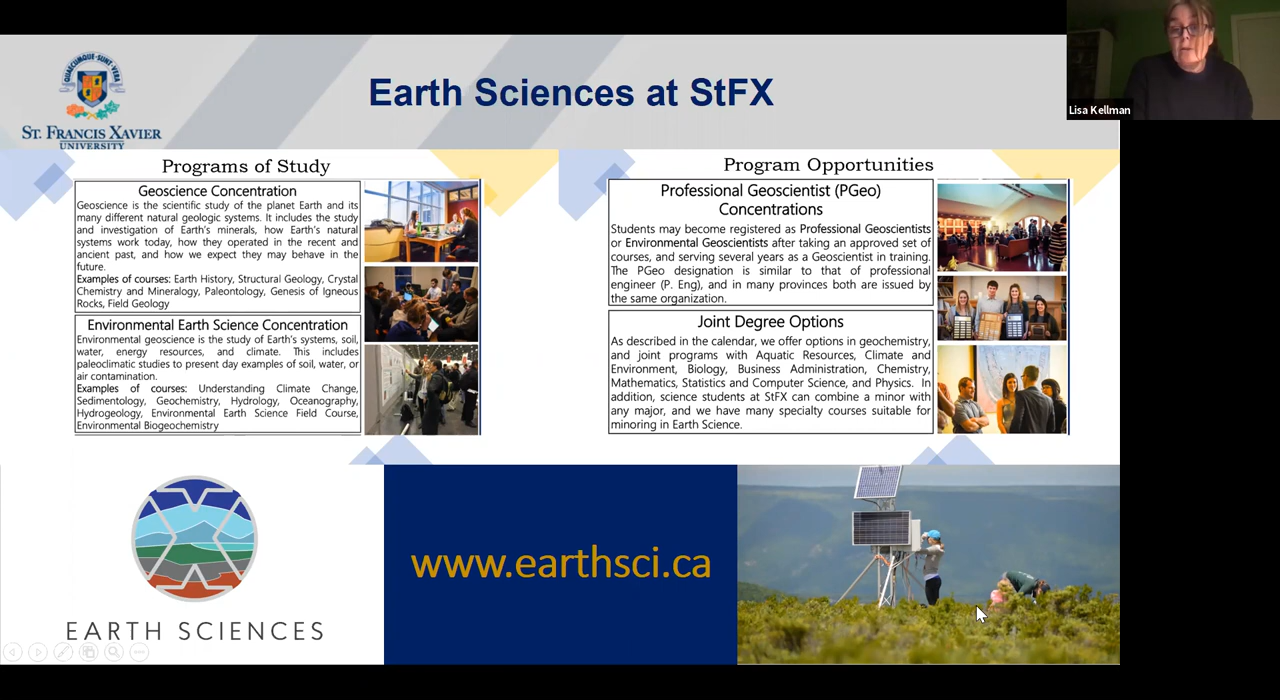 Lisa Kellman
Earth Sciences at StFX
QUAECUMQUE·SUNT·VERA
ST. FRANCIS XAVIER
UNIVERSITY
Programs of Study
Geoscience Concentration
Geoscience is the scientific study of the planet Earth and its
many different natural geologic systems. It includes the study
and investigation of Earth's minerals, how Earth's natural
systems work today, how they operated in the recent and
ancient past, and how we expect they may behave in the
future.
Examples of courses: Earth History, Structural Geology, Crystal
Chemistry and Mineralogy, Paleontology, Genesis of Igneous
Rocks, Field Geology
Environmental Earth Science Concentration
Environmental geoscience is the study of Earth's systems, soil,
water, energy resources, and climate. This includes
paleoclimatic studies to present day examples of soil, water, or
air contamination.
Examples of courses: Understanding Climate Change,
Sedimentology, Geochemistry, Hydrology, Oceanography,
Hydrogeology, Environmental Earth Science Field Course,
Environmental Biogeochemistry
Program Opportunities
Professional Geoscientist (PGeo)
Concentrations
Students may become registered as Professional Geoscientists
or Environmental Geoscientists after taking an approved set of
courses, and serving several years as a Geoscientist in training.
The PGeo designation is similar to that of professional
engineer (P. Eng), and in many provinces both are issued by
the same organization.
Joint Degree Options
As described in the calendar, we offer options in geochemistry,
and joint programs with Aquatic Resources, Climate and
Environment, Biology, Business Administration, Chemistry,
Mathematics, Statistics and Computer Science, and Physics. In
addition, science students at StFX can combine a minor with
any major, and we have many specialty courses suitable for
minoring in Earth Science.
EARTH SCIENCES
www.earthsci.ca